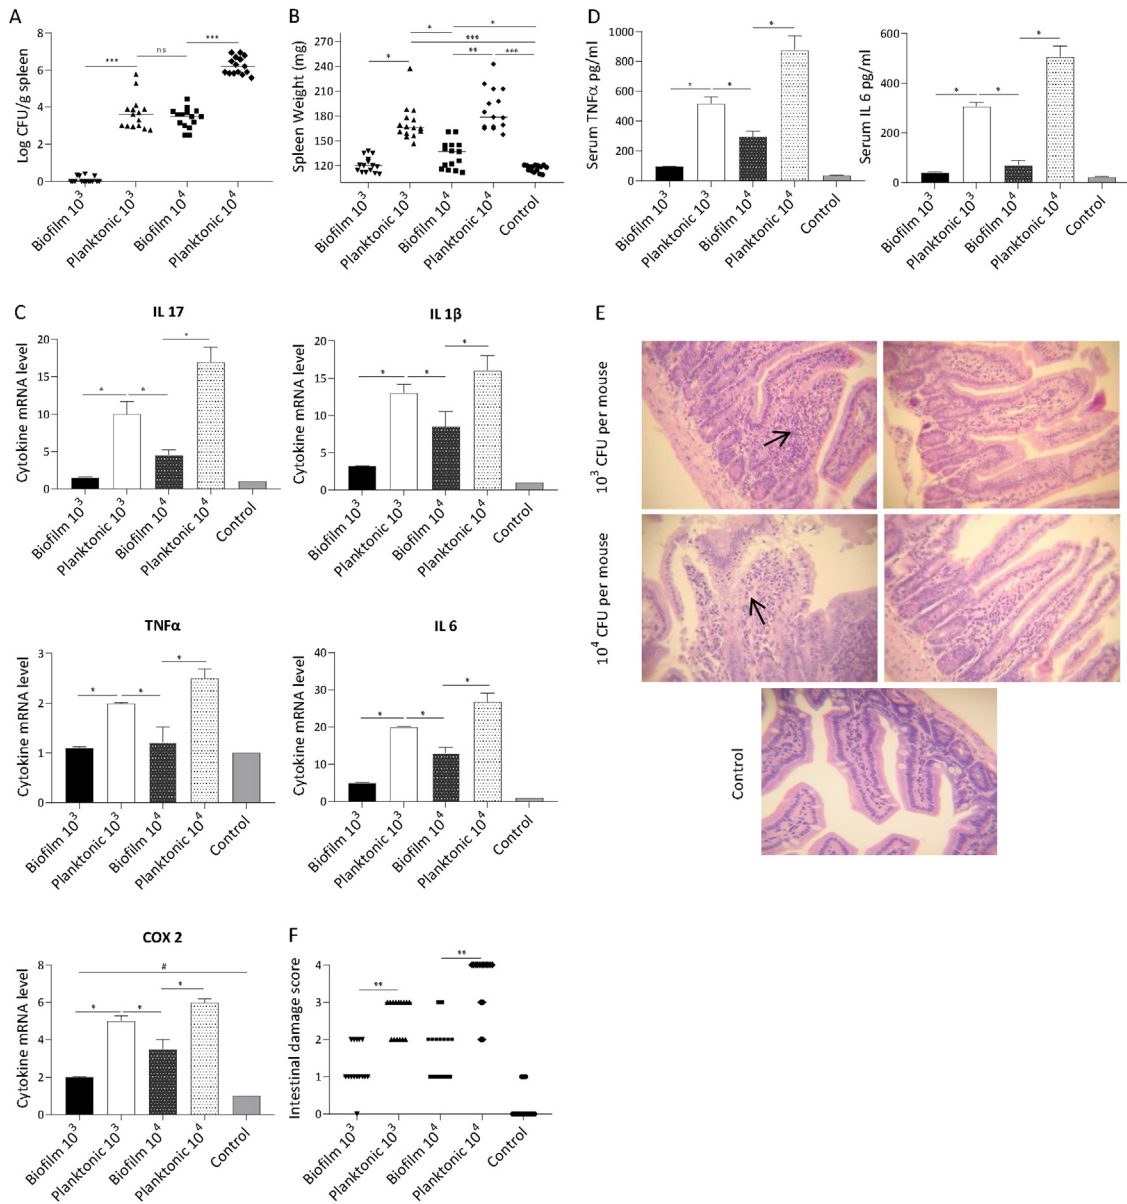 A
Log CFU/g spleen
8
6
4
2
0
***
ns
***
Biofilm 10³
Planktonic 10³
Biofilm 10⁴
Planktonic 10⁴
B
Spleen Weight (mg)
270
240
210
180
150
120
*
*
*
***
**
***
Biofilm 10³
Planktonic 10³
Biofilm 10⁴
Planktonic 10⁴
Control
D
Serum TNFα pg/ml
1000
800
600
400
200
0
*
*
*
Biofilm 10³
Planktonic 10³
Biofilm 10⁴
Planktonic 10⁴
Control
Serum IL 6 pg/ml
600
400
200
0
*
*
*
Biofilm 10³
Planktonic 10³
Biofilm 10⁴
Planktonic 10⁴
Control
C
IL 17
Cytokine mRNA level
20
15
10
5
0
*
*
*
Biofilm 10³
Planktonic 10³
Biofilm 10⁴
Planktonic 10⁴
Control
IL 1β
Cytokine mRNA level
20
15
10
5
0
*
*
*
Biofilm 10³
Planktonic 10³
Biofilm 10⁴
Planktonic 10⁴
Control
TNFα
Cytokine mRNA level
3
2
1
0
*
*
*
Biofilm 10³
Planktonic 10³
Biofilm 10⁴
Planktonic 10⁴
Control
IL 6
Cytokine mRNA level
40
30
20
10
0
*
*
*
Biofilm 10³
Planktonic 10³
Biofilm 10⁴
Planktonic 10⁴
Control
COX 2
Cytokine mRNA level
8
6
4
2
0
#
*
*
*
Biofilm 10³
Planktonic 10³
Biofilm 10⁴
Planktonic 10⁴
Control
E
10³ CFU per mouse
10⁴ CFU per mouse
Control
F
Intestinal damage score
4
3
2
1
0
**
**
Biofilm 10³
Planktonic 10³
Biofilm 10⁴
Planktonic 10⁴
Control